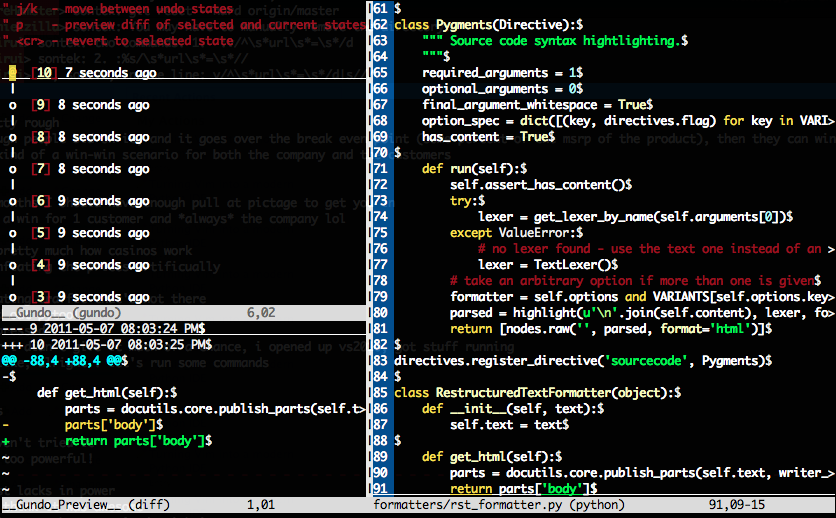 " j/k  - move between undo states
" p    - preview diff of selected and current states
" <cr> - revert to selected state
@  [10] 7 seconds ago
|
o  [9] 8 seconds ago
|
o  [8] 8 seconds ago
|
o  [7] 8 seconds ago
|
o  [6] 9 seconds ago
|
o  [5] 9 seconds ago
|
o  [4] 9 seconds ago
|
o  [3] 9 seconds ago
__Gundo__ (gundo) 6,02
--- 9 2011-05-07 08:03:24 PM$
+++ 10 2011-05-07 08:03:25 PM$
@@ -88,4 +88,4 @@$
-$
     def get_html(self):$
         parts = docutils.core.publish_parts(self.t>
-        parts['body']$
+        return parts['body']$
~
~
~
__Gundo_Preview__ (diff) 1,01
61 $
62 class Pygments(Directive):$
63     """ Source code syntax hightlighting.$
64     """$
65     required_arguments = 1$
66     optional_arguments = 0$
67     final_argument_whitespace = True$
68     option_spec = dict([(key, directives.flag) for key in VARI>
69     has_content = True$
70 $
71     def run(self):$
72         self.assert_has_content()$
73         try:$
74             lexer = get_lexer_by_name(self.arguments[0])$
75         except ValueError:$
76             # no lexer found - use the text one instead of an >
77             lexer = TextLexer()$
78         # take an arbitrary option if more than one is given$
79         formatter = self.options and VARIANTS[self.options.key>
80         parsed = highlight(u'\n'.join(self.content), lexer, fo>
81         return [nodes.raw('', parsed, format='html')]$
82 $
83 directives.register_directive('sourcecode', Pygments)$
84 $
85 class RestructuredTextFormatter(object):$
86     def __init__(self, text):$
87         self.text = text$
88 $
89     def get_html(self):$
90         parts = docutils.core.publish_parts(self.text, writer_>
91         return parts['body']$
formatters/rst_formatter.py (python) 91,09-15